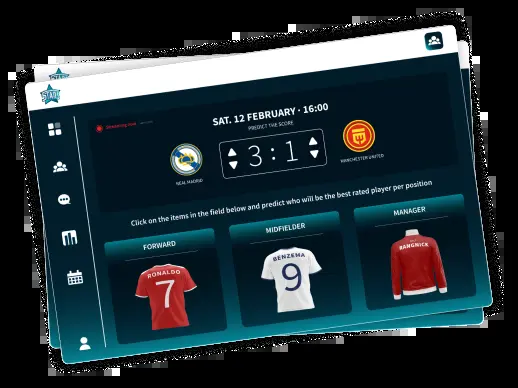 STAR
SAT. 12 FEBRUARY · 16:00
PREDICT THE SCORE
3 : 1
REAL MADRID
MANCHESTER UNITED
Click on the items in the field below and predict who will be the best rated player per position
FORWARD
MIDFIELDER
MANAGER
RONALDO
7
BENZEMA
9
RANGNICK